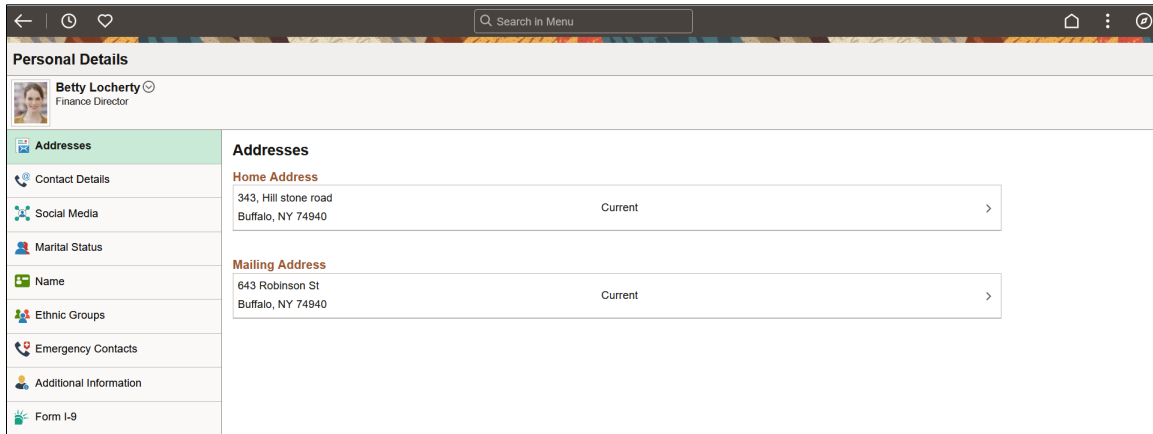 Search in Menu
Personal Details
Betty Locherty
Finance Director
Addresses
Contact Details
Social Media
Marital Status
Name
Ethnic Groups
Emergency Contacts
Additional Information
Form I-9
Addresses
Home Address
343, Hill stone road
Buffalo, NY 74940
Current
Mailing Address
643 Robinson St
Buffalo, NY 74940
Current